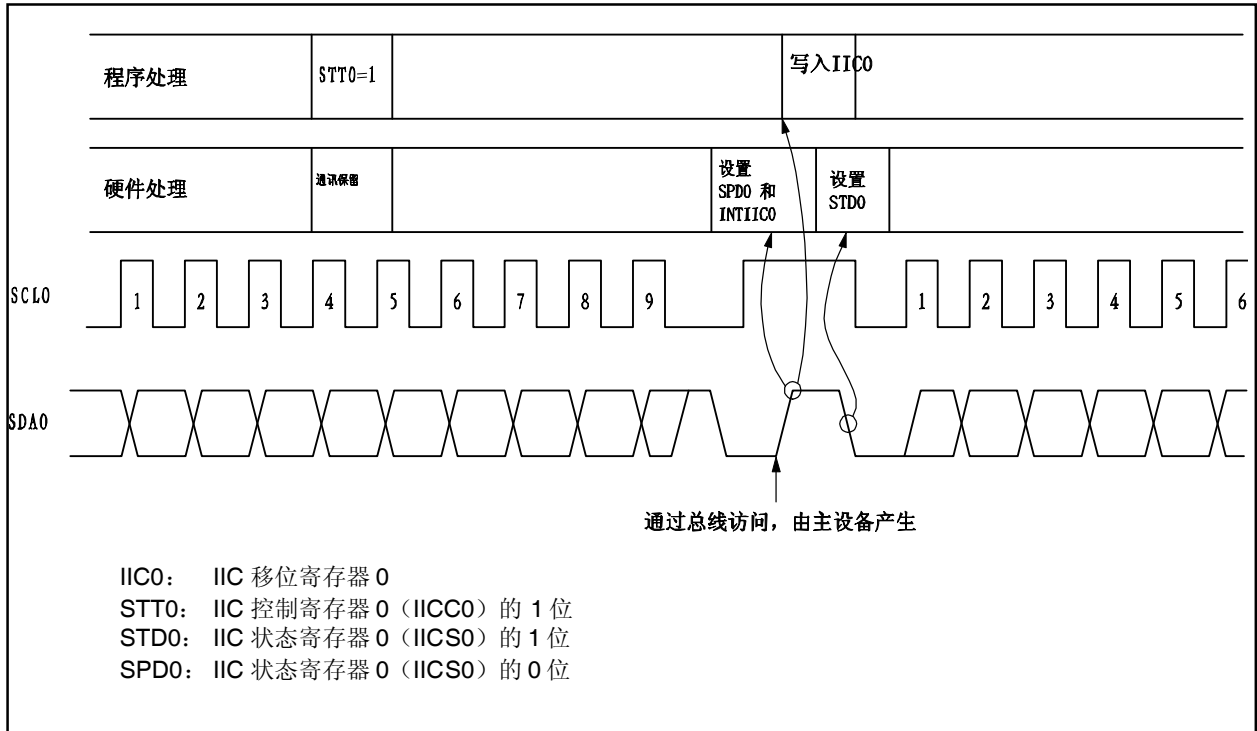 程序处理
STT0=1
写入IIC0
硬件处理
通讯保留
设置
SPD0 和
INTIIC0
设置
STD0
SCL0
1 2 3 4 5 6 7 8 9 1 2 3 4 5 6
SDA0
通过总线访问，由主设备产生
IIC0： IIC 移位寄存器 0
STT0： IIC 控制寄存器 0（IICC0）的 1 位
STD0： IIC 状态寄存器 0（IICS0）的 1 位
SPD0： IIC 状态寄存器 0（IICS0）的 0 位